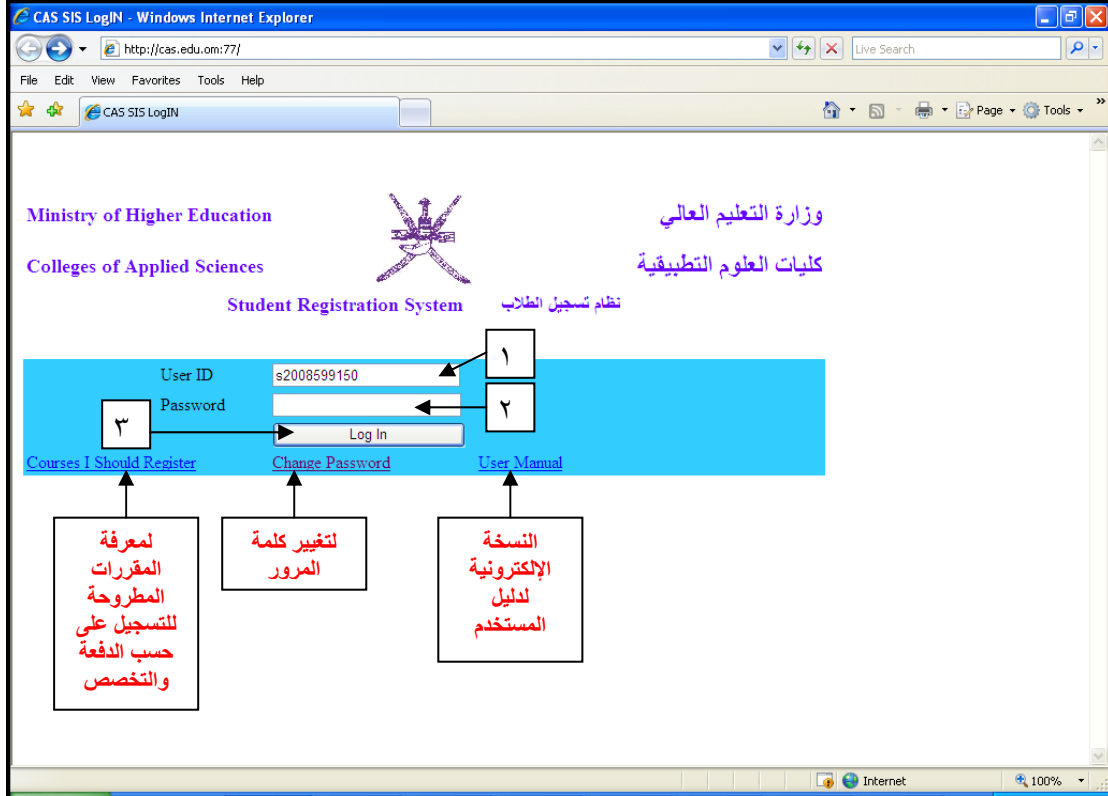 CAS SIS LogIN - Windows Internet Explorer
http://cas.edu.om:77/
Live Search
File Edit View Favorites Tools Help
CAS SIS LogIN
Page Tools »
Ministry of Higher Education
وزارة التعليم العالي
Colleges of Applied Sciences
كليات العلوم التطبيقية
Student Registration System
نظام تسجيل الطلاب
١
User ID s2008599150
Password
٢
٣
Log In
Courses I Should Register Change Password User Manual
لمعرفة
المقررات
المطروحة
للتسجيل على
حسب الدفعة
والتخصص
لتغيير كلمة
المرور
النسخة
الإلكترونية
لدليل
المستخدم
Internet 100%